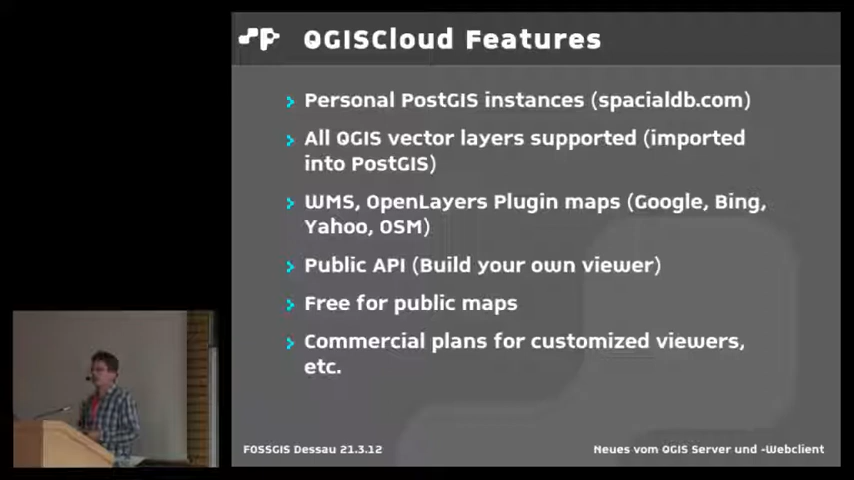 QGISCloud Features
Personal PostGIS instances (spacialdb.com)
All QGIS vector layers supported (imported
into PostGIS)
WMS, OpenLayers Plugin maps (Google, Bing,
Yahoo, OSM)
Public API (Build your own viewer)
Free for public maps
Commercial plans for customized viewers,
etc.
FOSSGIS Dessau 21.3.12
Neues vom QGIS Server und -Webclient